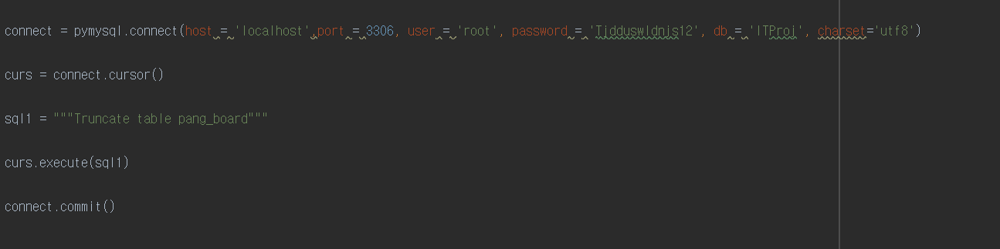 connect = pymysql.connect(host = 'localhost',port = 3306, user = 'root', password = 'Tjdduswldnjs12', db = 'ITProj', charset='utf8')
curs = connect.cursor()
sql1 = """Truncate table pang_board"""
curs.execute(sql1)
connect.commit()